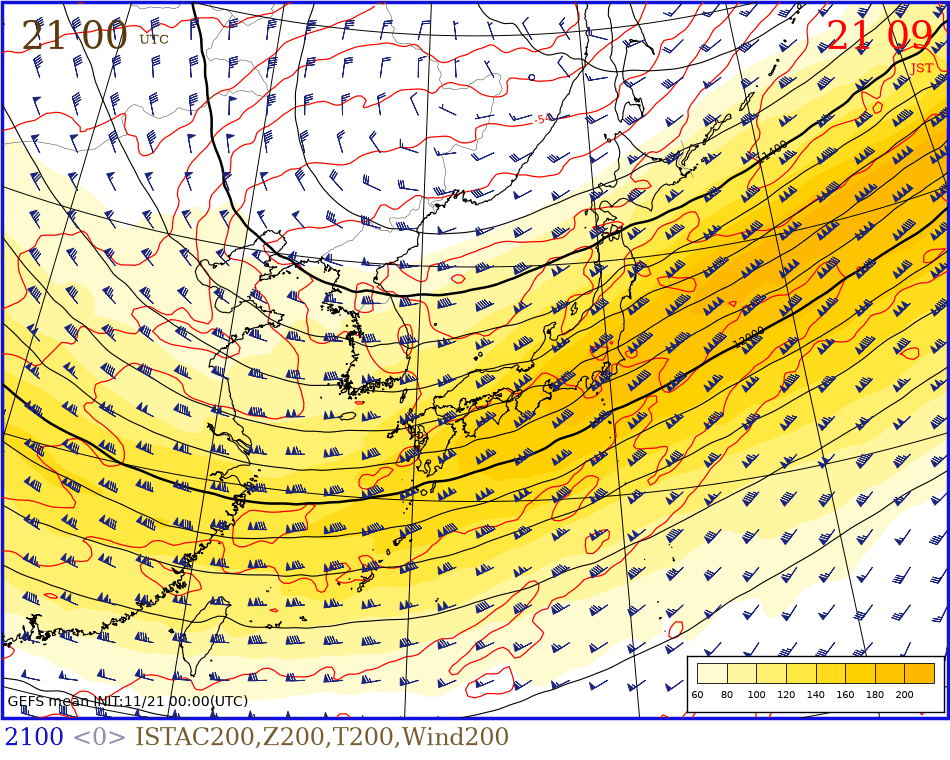 21 00 UTC
21 09
JST
-54
11400
12000
60 80 100 120 140 160 180 200
GEFS mean INIT:11/21 00:00(UTC)
2100 <0> ISTAC200,Z200,T200,Wind200